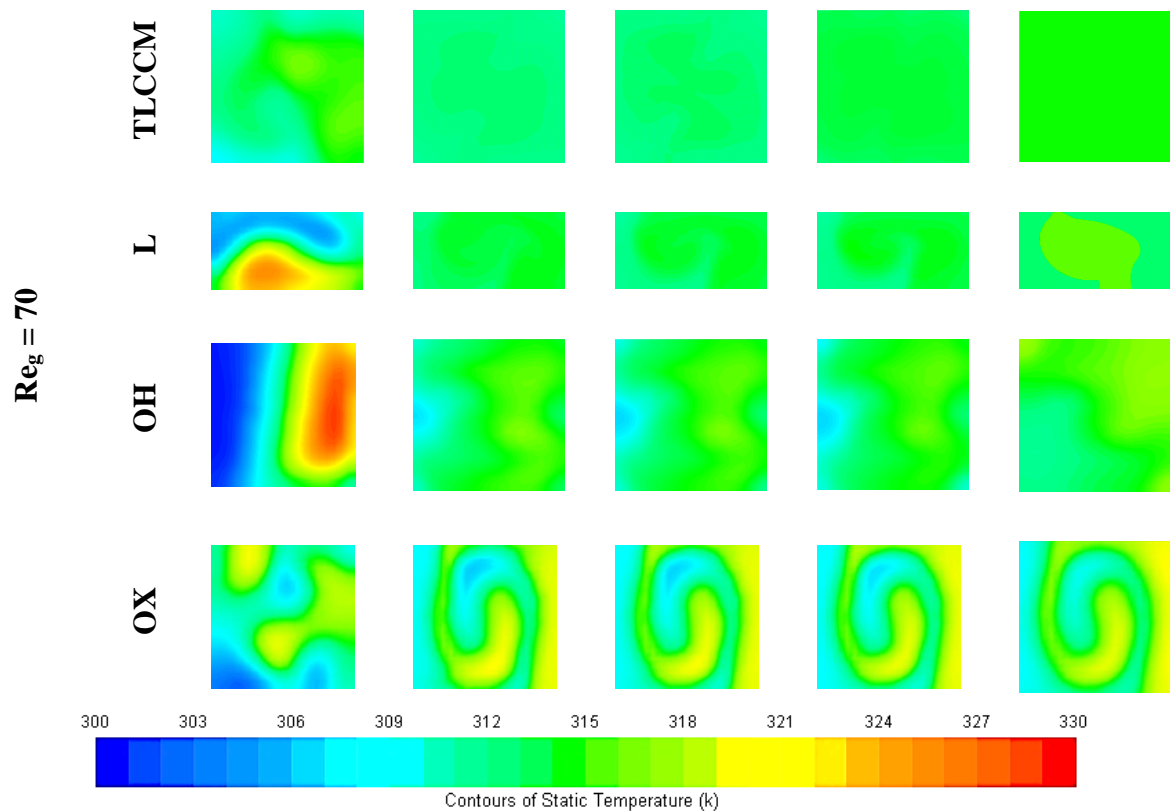 TLCCM
L
Re_g = 70
OH
OX
300 303 306 309 312 315 318 321 324 327 330
Contours of Static Temperature (k)